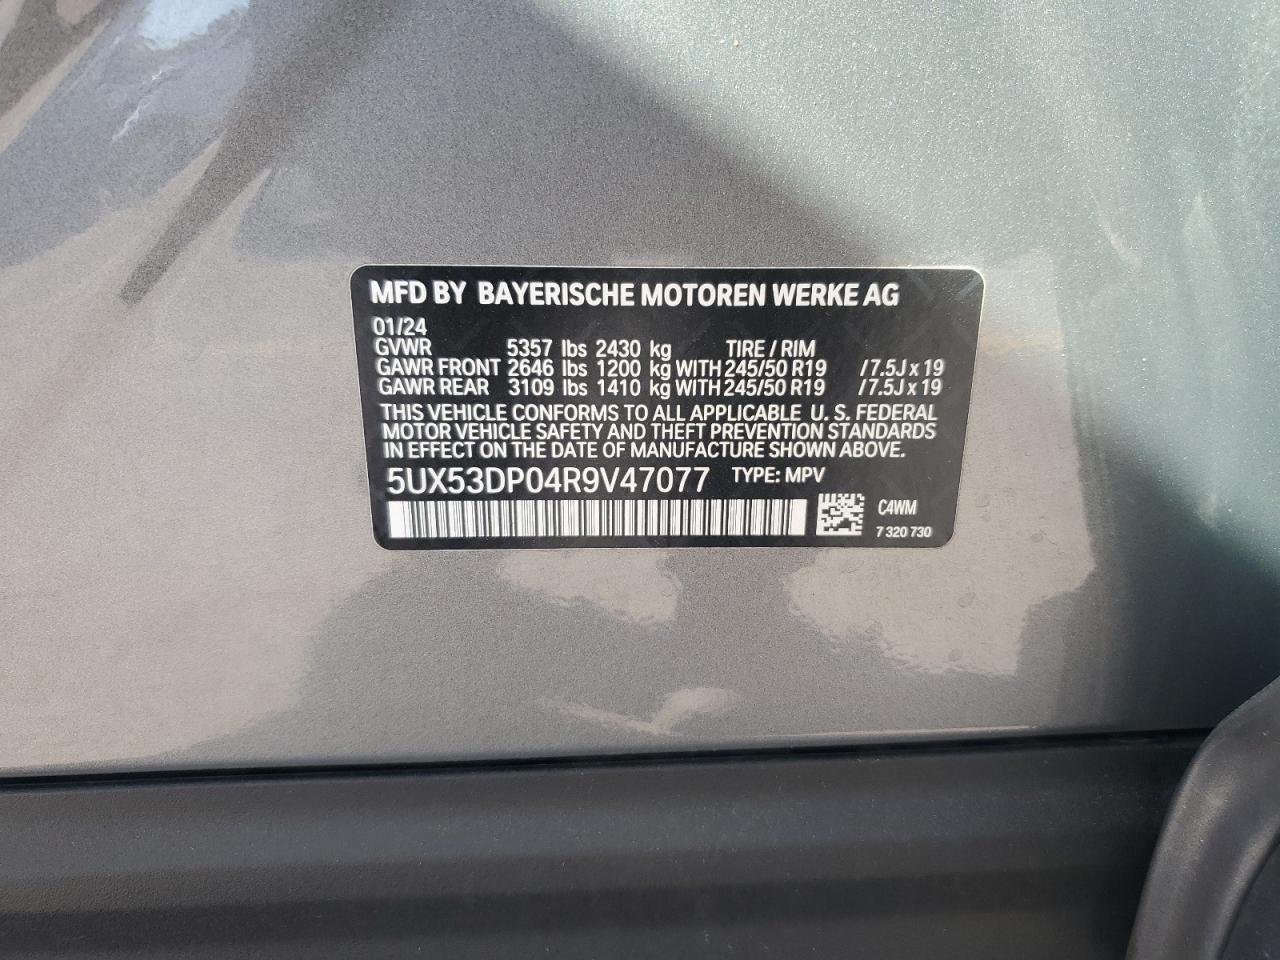 MFD BY BAYERISCHE MOTOREN WERKE AG
01/24
GVWR 5357 lbs 2430 kg TIRE / RIM
GAWR FRONT 2646 lbs 1200 kg WITH 245/50 R19 / 7.5J x 19
GAWR REAR 3109 lbs 1410 kg WITH 245/50 R19 / 7.5J x 19
THIS VEHICLE CONFORMS TO ALL APPLICABLE U. S. FEDERAL
MOTOR VEHICLE SAFETY AND THEFT PREVENTION STANDARDS
IN EFFECT ON THE DATE OF MANUFACTURE SHOWN ABOVE.
5UX53DP04R9V47077 TYPE: MPV
C4WM
7 320 730